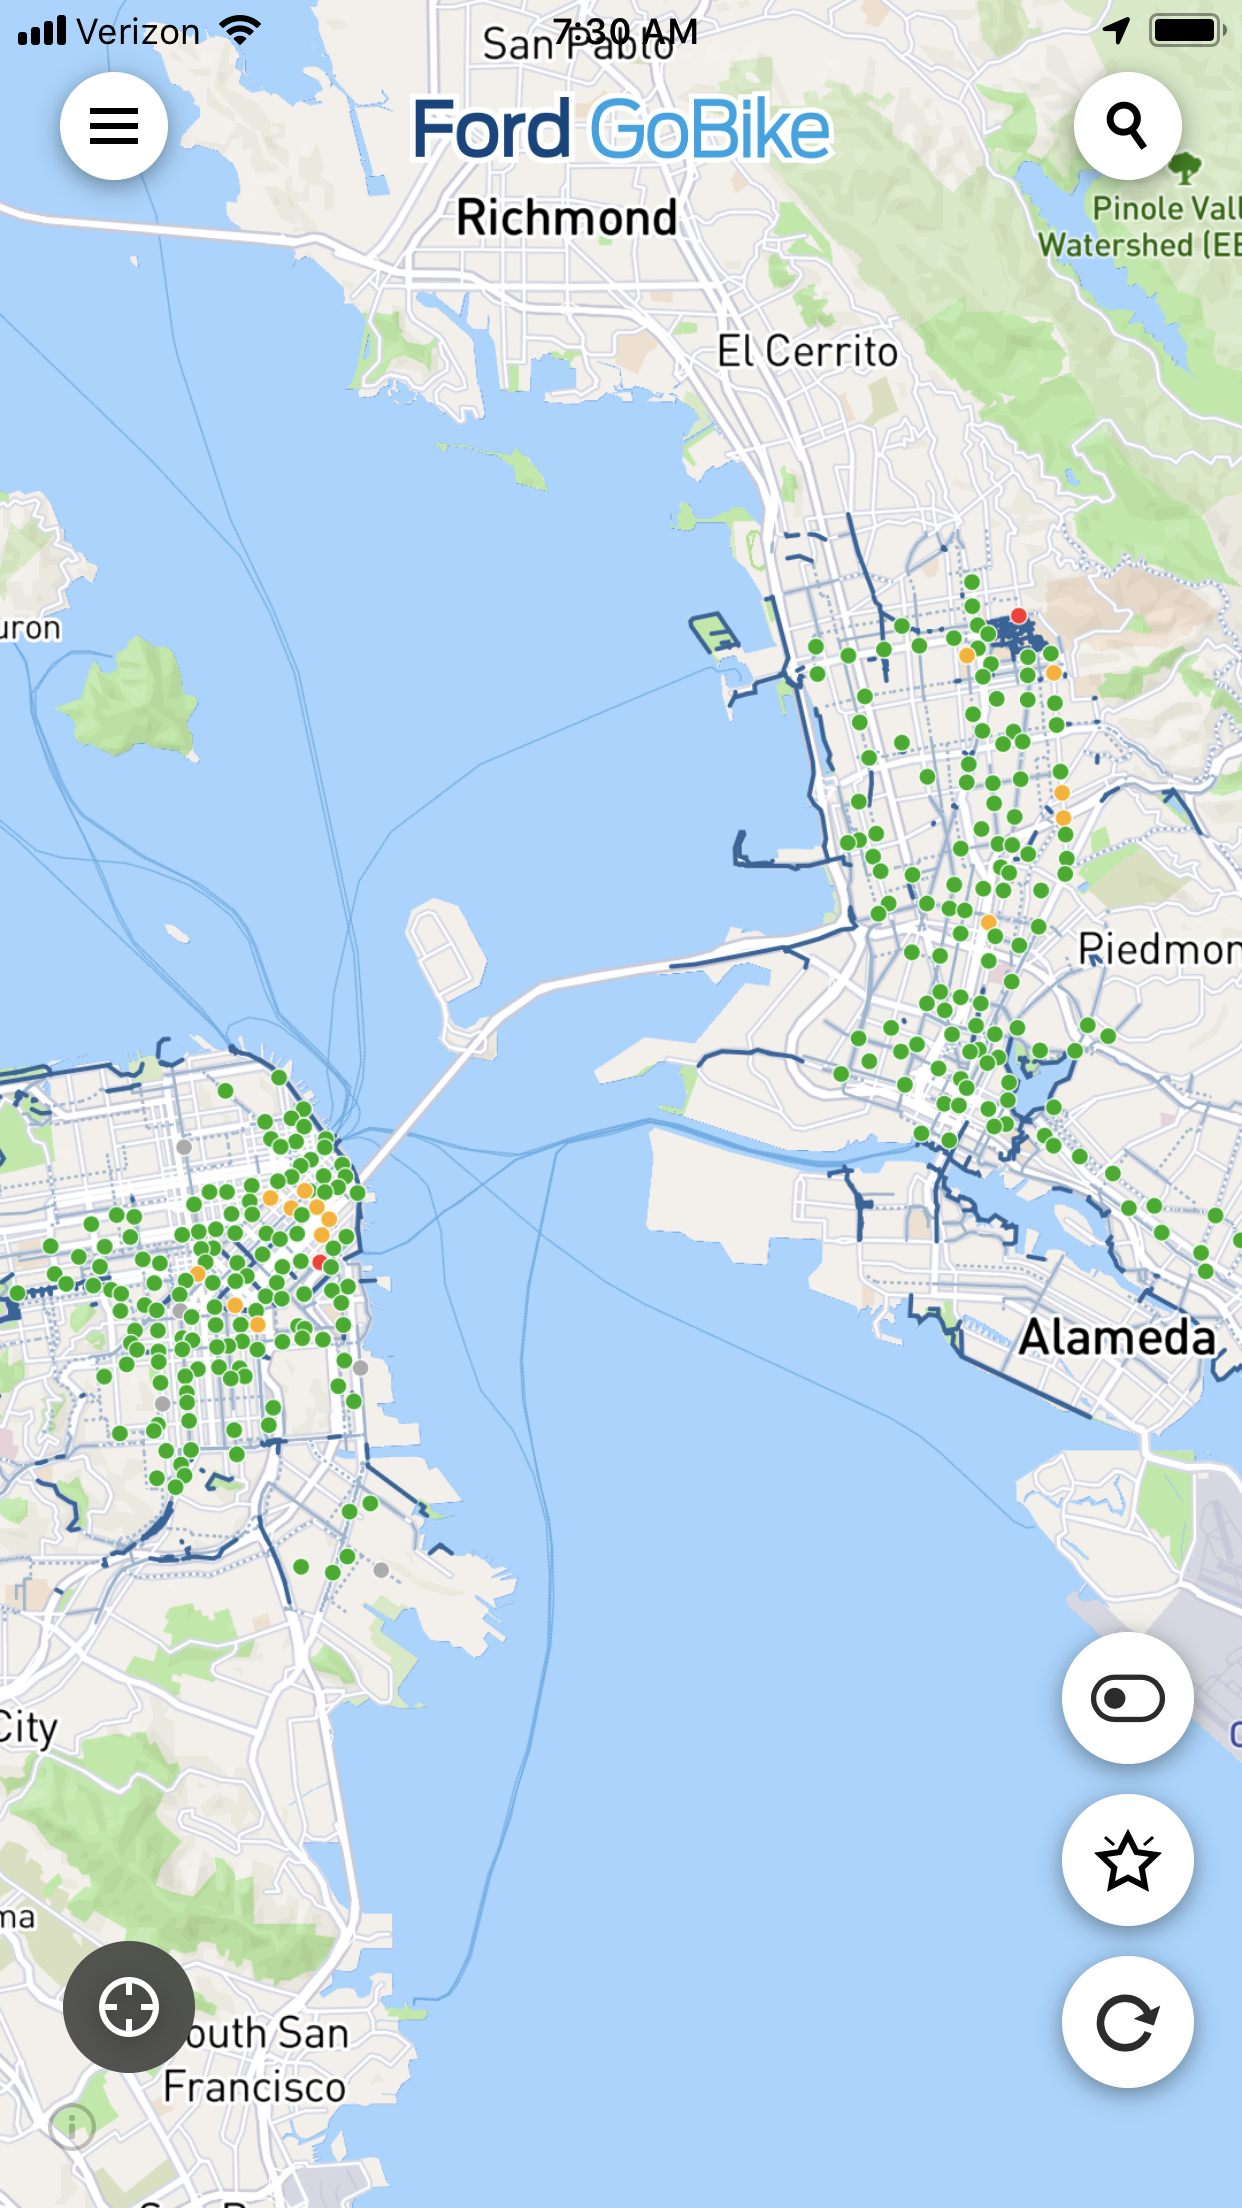 Verizon 7:30 AM
San Pablo
Ford GoBike
Richmond
Pinole Vall
Watershed (EE
El Cerrito
uron
Piedmon
Alameda
City
ma
outh San
Francisco